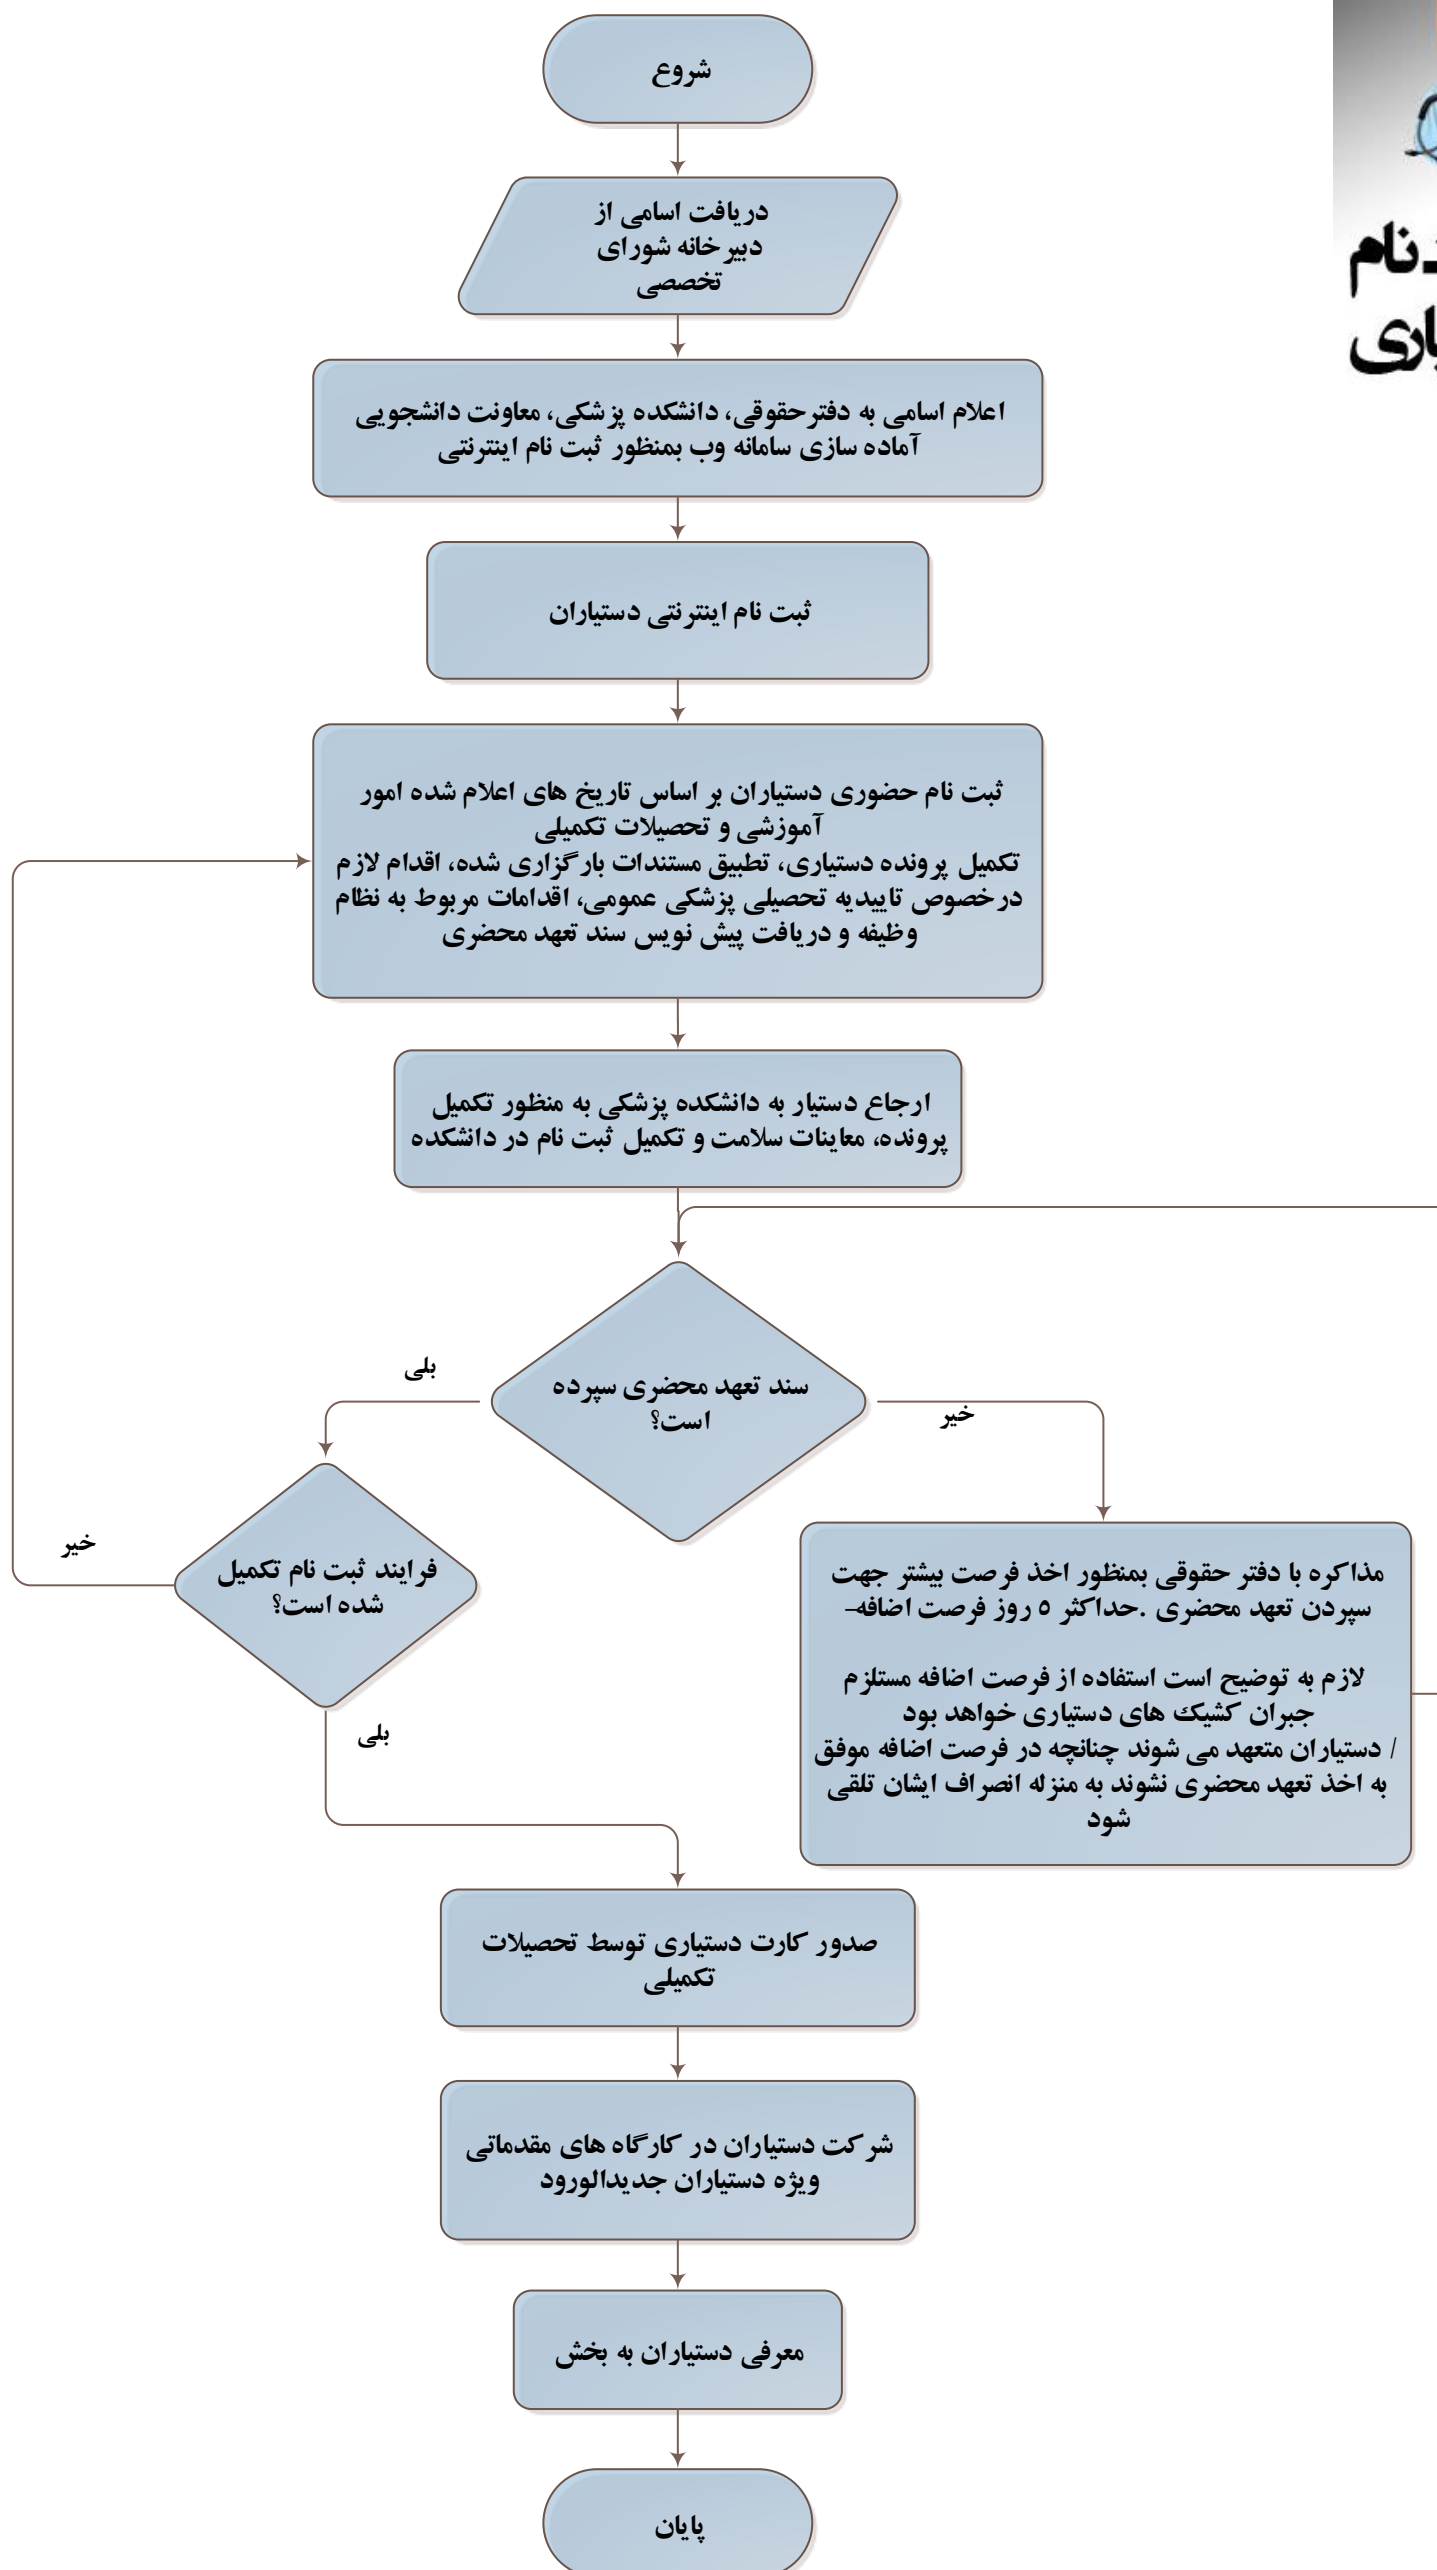 شروع
دریافت اسامی از
دبیرخانه شورای
تخصصی
اعلام اسامی به دفترحقوقی، دانشکده پزشکی، معاونت دانشجویی
آماده سازی سامانه وب بمنظور ثبت نام اینترنتی
ثبت نام اینترنتی دستیاران
ثبت نام حضوری دستیاران بر اساس تاریخ های اعلام شده امور
آموزشی و تحصیلات تکمیلی
تکمیل پرونده دستیاری، تطبیق مستندات بارگزاری شده، اقدام لازم
درخصوص تاییدیه تحصیلی پزشکی عمومی، اقدامات مربوط به نظام
وظیفه و دریافت پیش نویس سند تعهد محضری
ارجاع دستیار به دانشکده پزشکی به منظور تکمیل
پرونده، معاینات سلامت و تکمیل ثبت نام در دانشکده
سند تعهد محضری سپرده
است؟
بلی
خیر
فرایند ثبت نام تکمیل
شده است؟
خیر
بلی
مذاکره با دفتر حقوقی بمنظور اخذ فرصت بیشتر جهت
سپردن تعهد محضری .حداکثر ٥ روز فرصت اضافه-
لازم به توضیح است استفاده از فرصت اضافه مستلزم
جبران کشیک های دستیاری خواهد بود
/ دستیاران متعهد می شوند چنانچه در فرصت اضافه موفق
به اخذ تعهد محضری نشوند به منزله انصراف ایشان تلقی
شود
صدور کارت دستیاری توسط تحصیلات
تکمیلی
شرکت دستیاران در کارگاه های مقدماتی
ویژه دستیاران جدیدالورود
معرفی دستیاران به بخش
پایان